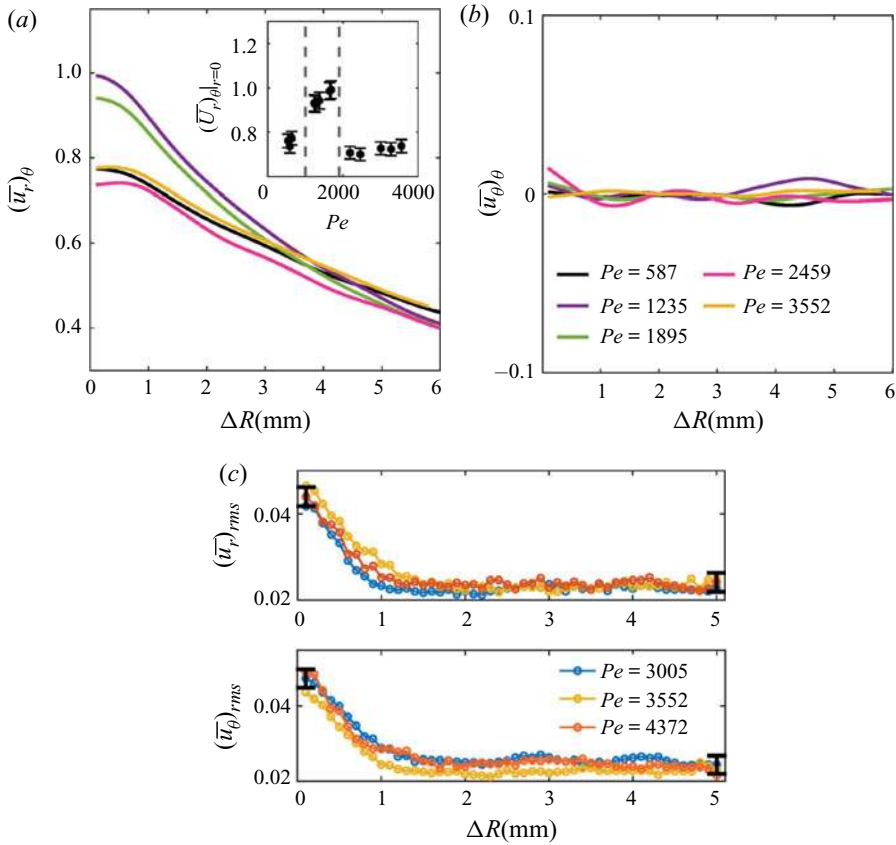 (a)
(u̅r)θ
1.0
0.8
0.6
0.4
0 1 2 3 4 5 6
ΔR(mm)
(U̅r)θ|r=0
1.2
1.0
0.8
0 2000 4000
Pe
(b)
(u̅θ)θ
0.1
0
−0.1
1 2 3 4 5 6
ΔR(mm)
Pe = 587
Pe = 1235
Pe = 1895
Pe = 2459
Pe = 3552
(c)
(u̅r)rms
0.04
0.02
0 1 2 3 4 5
(u̅θ)rms
0.04
0.02
Pe = 3005
Pe = 3552
Pe = 4372
0 1 2 3 4 5
ΔR(mm)